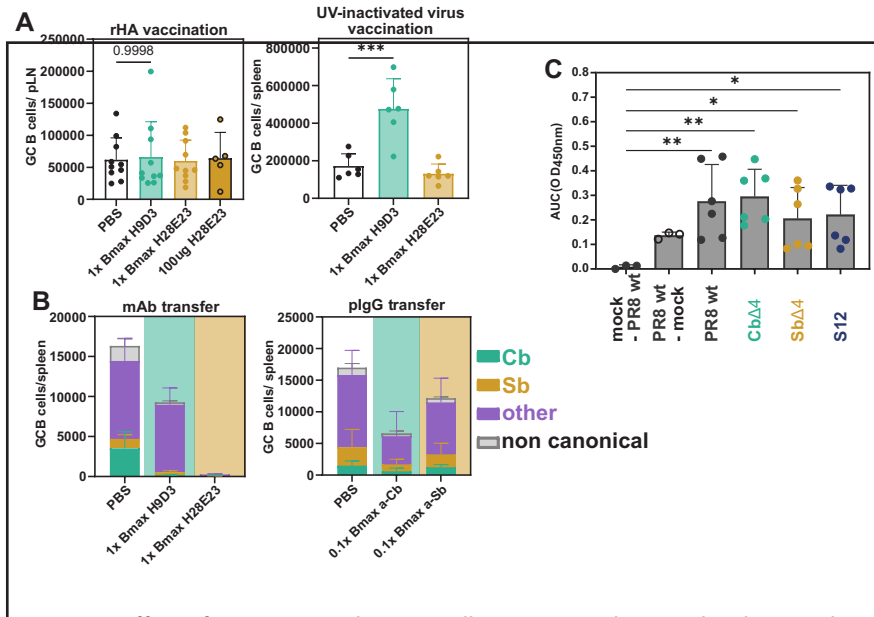 A
rHA vaccination
GC B cells/ pLN
250000
200000
150000
100000
50000
0
0.9998
PBS
1x Bmax H9D3
1x Bmax H28E23
100ug H28E23
UV-inactivated virus
vaccination
GC B cells/ spleen
800000
600000
400000
200000
0
***
PBS
1x Bmax H9D3
1x Bmax H28E23
B
mAb transfer
GCB cells/spleen
20000
15000
10000
5000
0
PBS
1x Bmax H9D3
1x Bmax H28E23
pIgG transfer
GC B cells/ spleen
25000
20000
15000
10000
5000
0
PBS
0.1x Bmax a-Cb
0.1x Bmax a-Sb
Cb
Sb
other
non canonical
C
AUC(O D450nm)
0.8
0.7
0.6
0.5
0.4
0.3
0.2
0.1
0.0
*
*
**
**
mock
- PR8 wt
PR8 wt
- mock
PR8 wt
CbΔ4
SbΔ4
S12